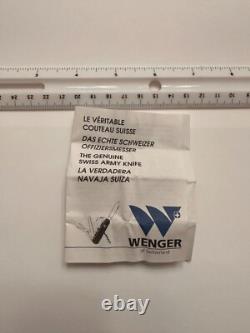 LE VÉRITABLE
COUTEAU SUISSE
DAS ECHTE SCHWEIZER
OFFIZIERSMESSER
THE GENUINE
SWISS ARMY KNIFE
LA VERDADERA
NAVAJA SUIZA
WENGER